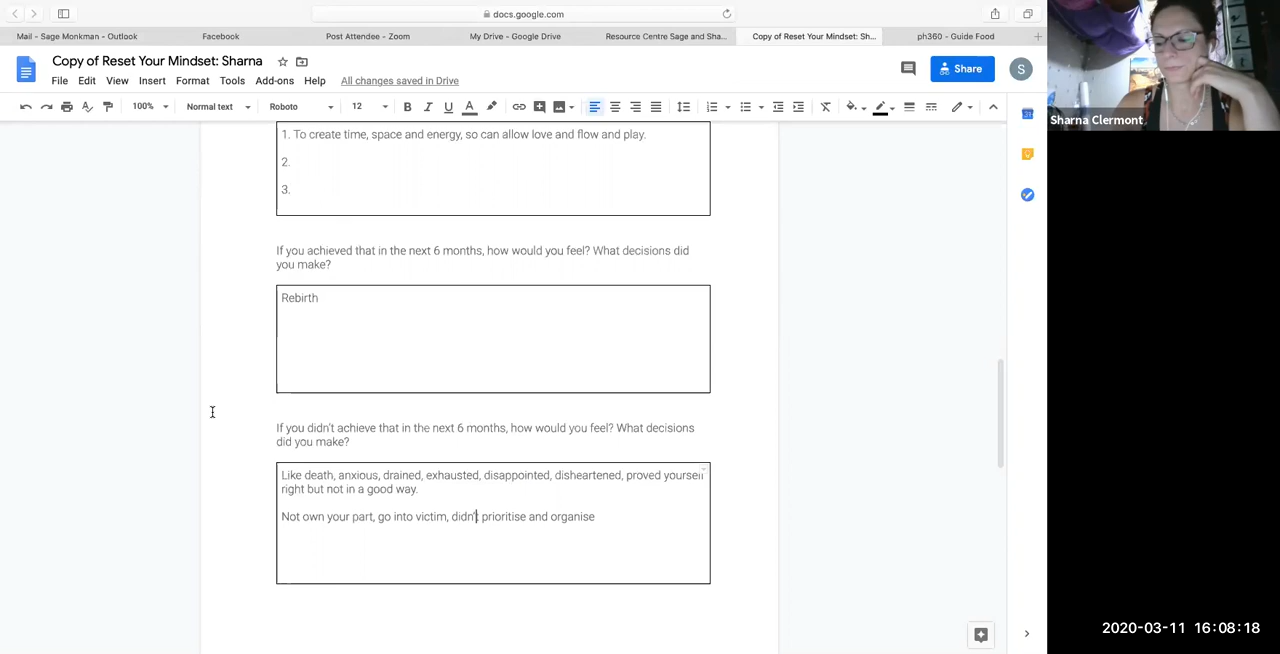 docs.google.com
Mail - Sage Monkman - Outlook
Facebook
Post Attendee - Zoom
My Drive - Google Drive
Resource Centre Sage and Sha...
Copy of Reset Your Mindset: Sh...
ph360 - Guide Food
Copy of Reset Your Mindset: Sharna
File Edit View Insert Format Tools Add-ons Help All changes saved in Drive
Share
S
100% Normal text Roboto 12 B I U A
Sharna Clermont
1. To create time, space and energy, so can allow love and flow and play.
2.
3.
If you achieved that in the next 6 months, how would you feel? What decisions did
you make?
Rebirth
If you didn't achieve that in the next 6 months, how would you feel? What decisions
did you make?
Like death, anxious, drained, exhausted, disappointed, disheartened, proved yourself
right but not in a good way.
Not own your part, go into victim, didn't prioritise and organise
2020-03-11 16:08:18